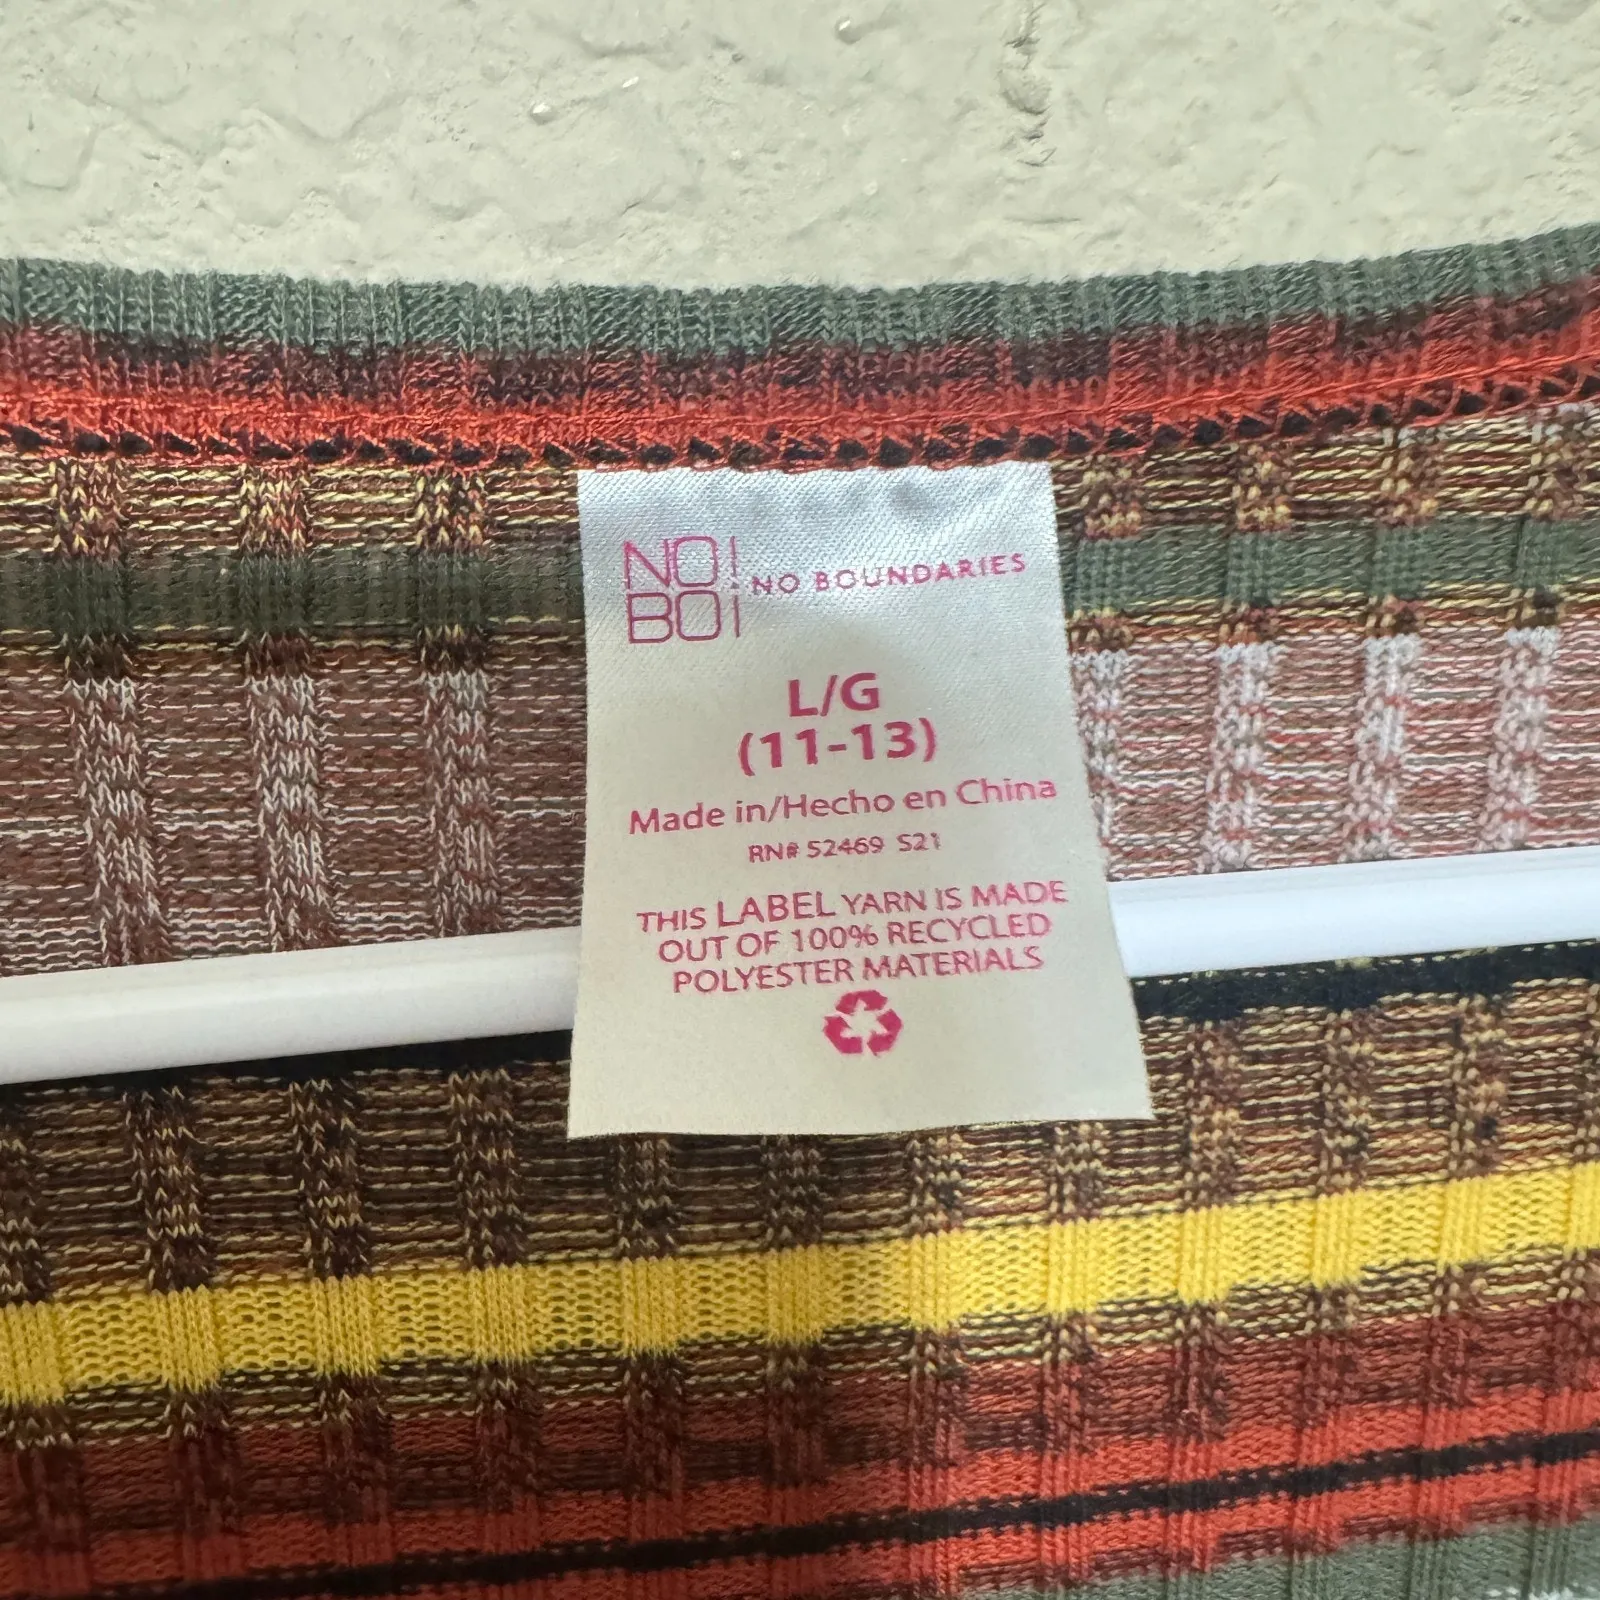 NO!
BO!
NO BOUNDARIES
L/G
(11-13)
Made in/Hecho en China
RN# 52469 S21
THIS LABEL YARN IS MADE
OUT OF 100% RECYCLED
POLYESTER MATERIALS